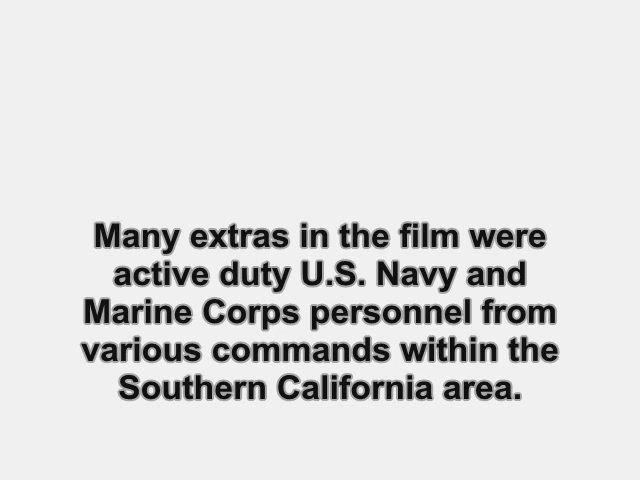 Many extras in the film were
active duty U.S. Navy and
Marine Corps personnel from
various commands within the
Southern California area.